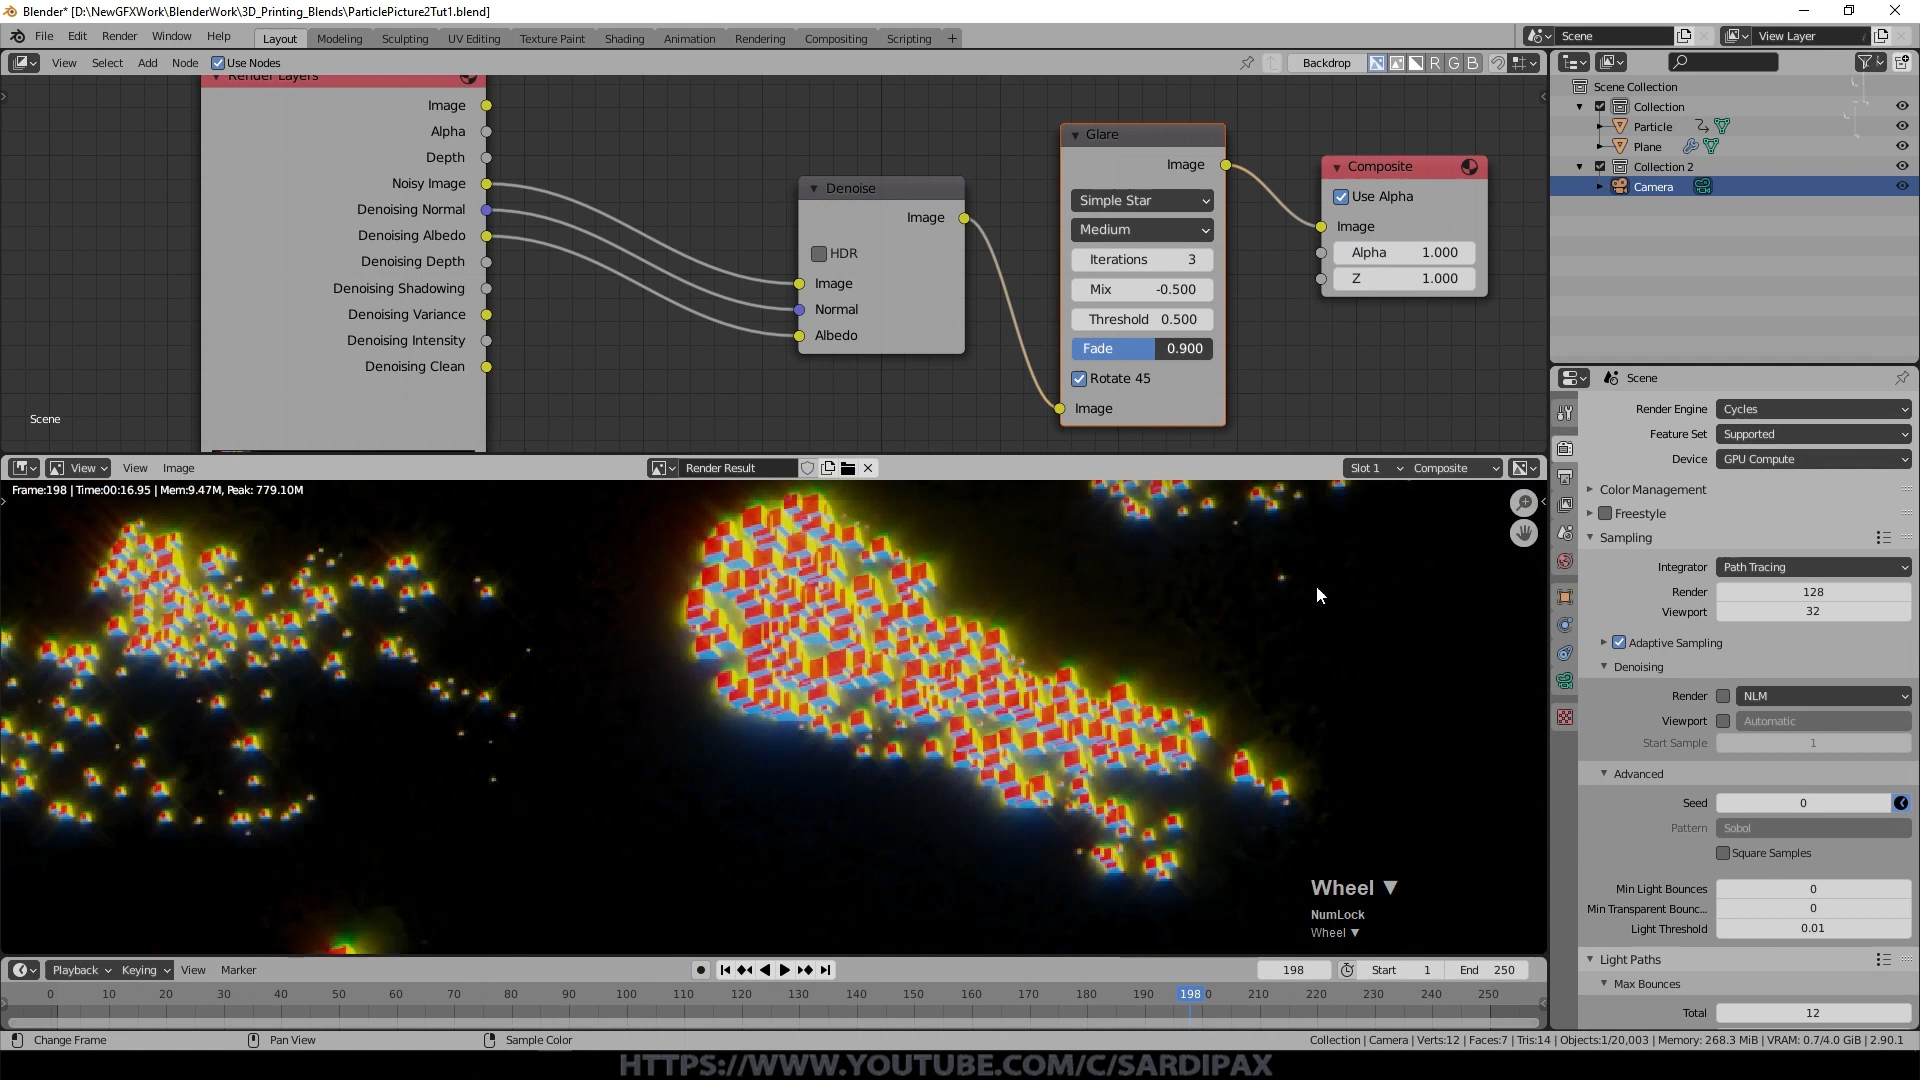 Blender* [D:\NewGFXWork\BlenderWork\3D_Printing_Blends\ParticlePicture2Tut1.blend]
File Edit Render Window Help Layout Modeling Sculpting UV Editing Texture Paint Shading Animation Rendering Compositing Scripting + Scene View Layer
View Select Add Node Use Nodes Backdrop R G B
Render Layers
Image
Alpha
Depth
Noisy Image
Denoising Normal
Denoising Albedo
Denoising Depth
Denoising Shadowing
Denoising Variance
Denoising Intensity
Denoising Clean
Scene
Denoise
Image
HDR
Image
Normal
Albedo
Glare
Image
Simple Star
Medium
Iterations 3
Mix -0.500
Threshold 0.500
Fade 0.900
Rotate 45
Image
Composite
Use Alpha
Image
Alpha 1.000
Z 1.000
Scene Collection
Collection
Particle
Plane
Collection 2
Camera
View View Image Render Result Slot 1 Composite
Frame:198 | Time:00:16.95 | Mem:9.47M, Peak: 779.10M
Wheel ▼
NumLock
Wheel ▼
Scene
Render Engine Cycles
Feature Set Supported
Device GPU Compute
Color Management
Freestyle
Sampling
Integrator Path Tracing
Render 128
Viewport 32
Adaptive Sampling
Denoising
Render NLM
Viewport Automatic
Start Sample 1
Advanced
Seed 0
Pattern Sobol
Square Samples
Min Light Bounces 0
Min Transparent Bounc... 0
Light Threshold 0.01
Light Paths
Max Bounces
Total 12
Playback Keying View Marker 198 Start 1 End 250
0 10 20 30 40 50 60 70 80 90 100 110 120 130 140 150 160 170 180 190 198 0 210 220 230 240 250
Change Frame Pan View Sample Color Collection | Camera | Verts:12 | Faces:7 | Tris:14 | Objects:1/20,003 | Memory: 268.3 MiB | VRAM: 0.7/4.0 GiB | 2.90.1
HTTPS://WWW.YOUTUBE.COM/C/SARDIPAX